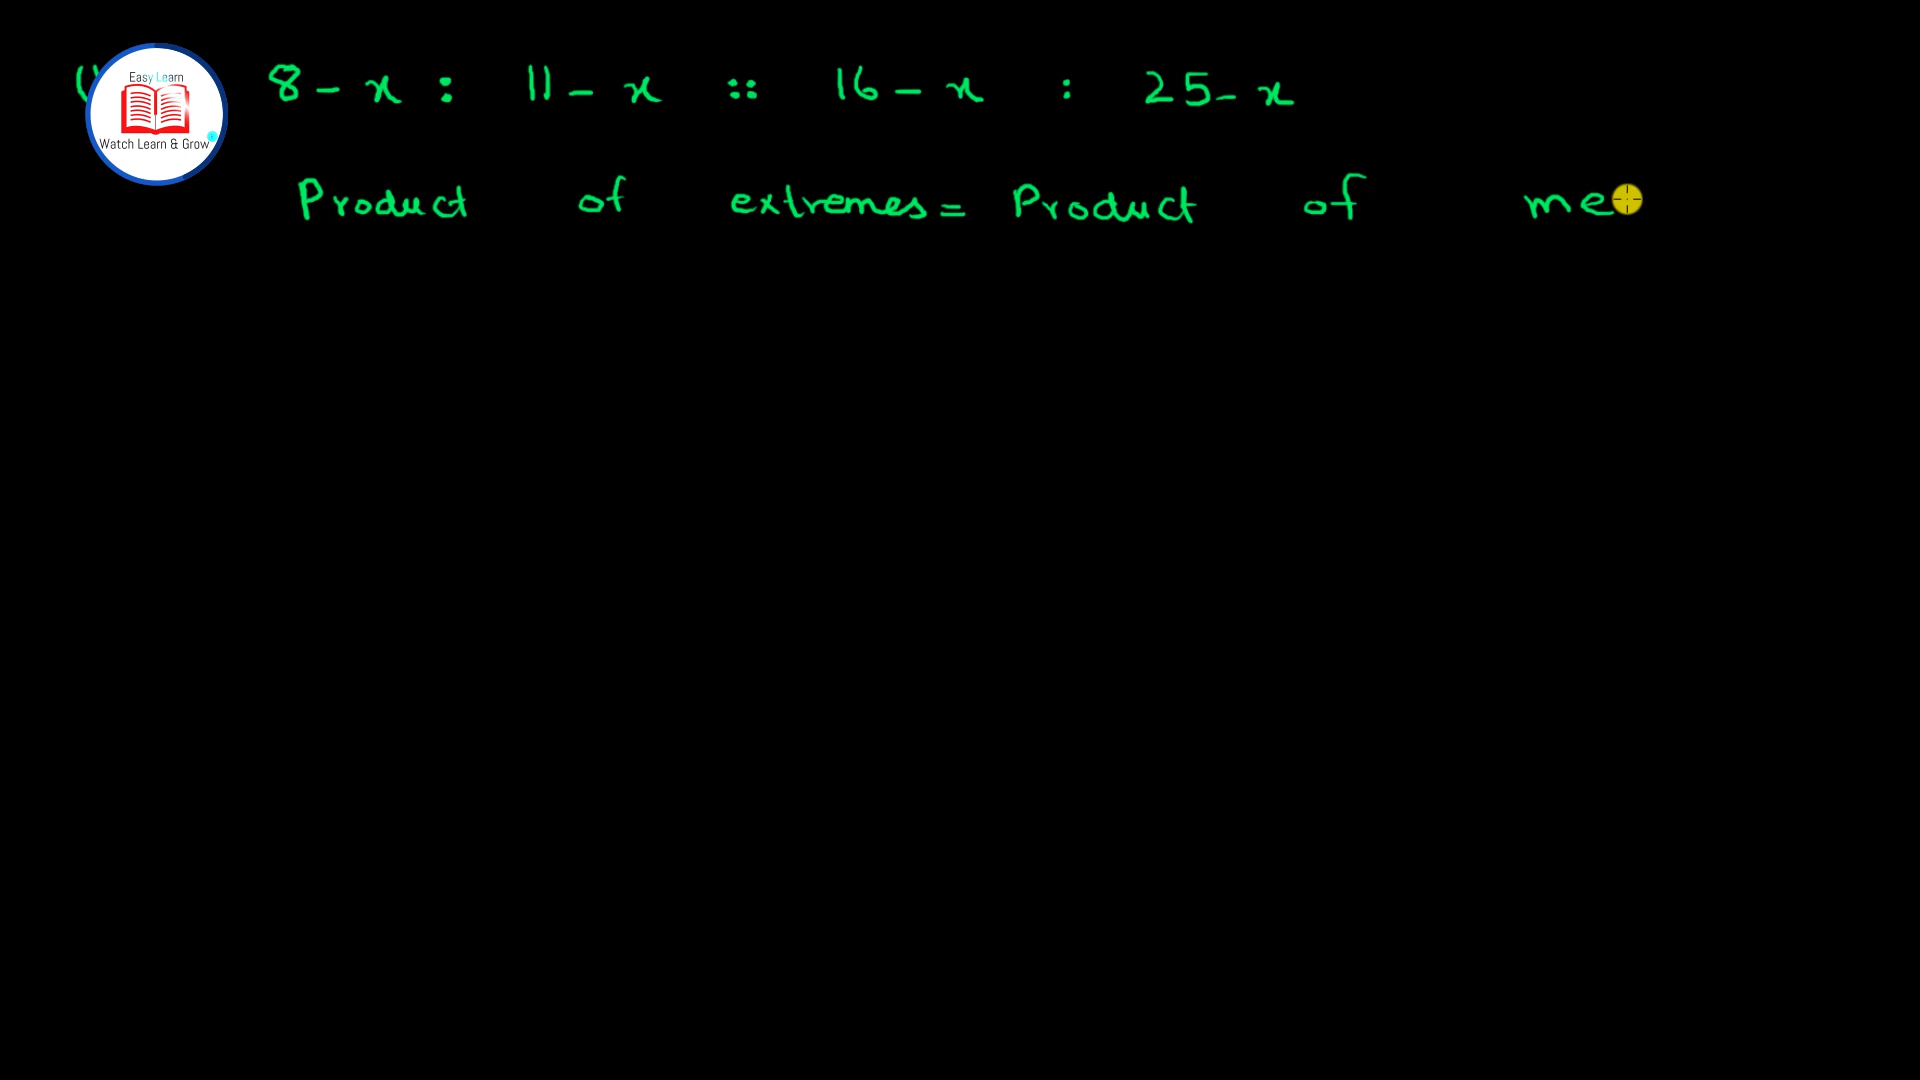 8 - x : 11 - x :: 16 - x : 25 - x
Easy Learn
Watch Learn & Grow
Product of extremes = Product of me